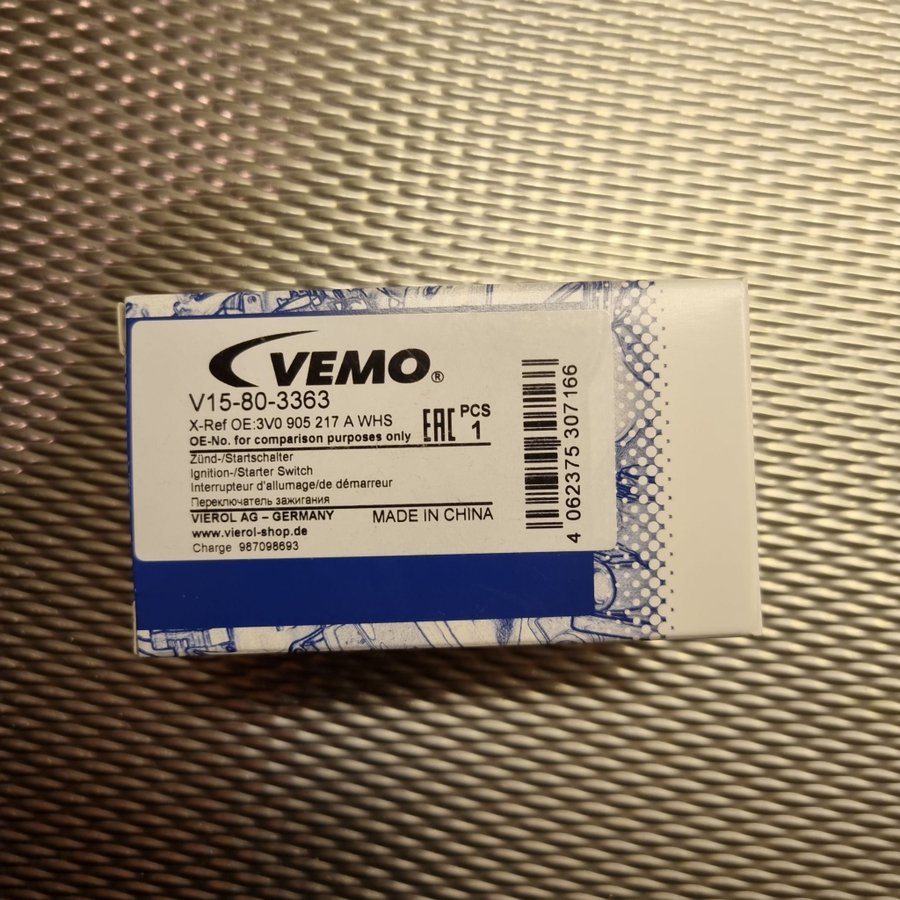 VEMO®
V15-80-3363
X-Ref OE:3V0 905 217 A WHS
OE-No. for comparison purposes only
EAC
PCS
1
Zünd-/Startschalter
Ignition-/Starter Switch
Interrupteur d'allumage/de démarreur
Переключатель зажигания
VIEROL AG – GERMANY
MADE IN CHINA
www.vierol-shop.de
Charge 987098693
4 062375 307166